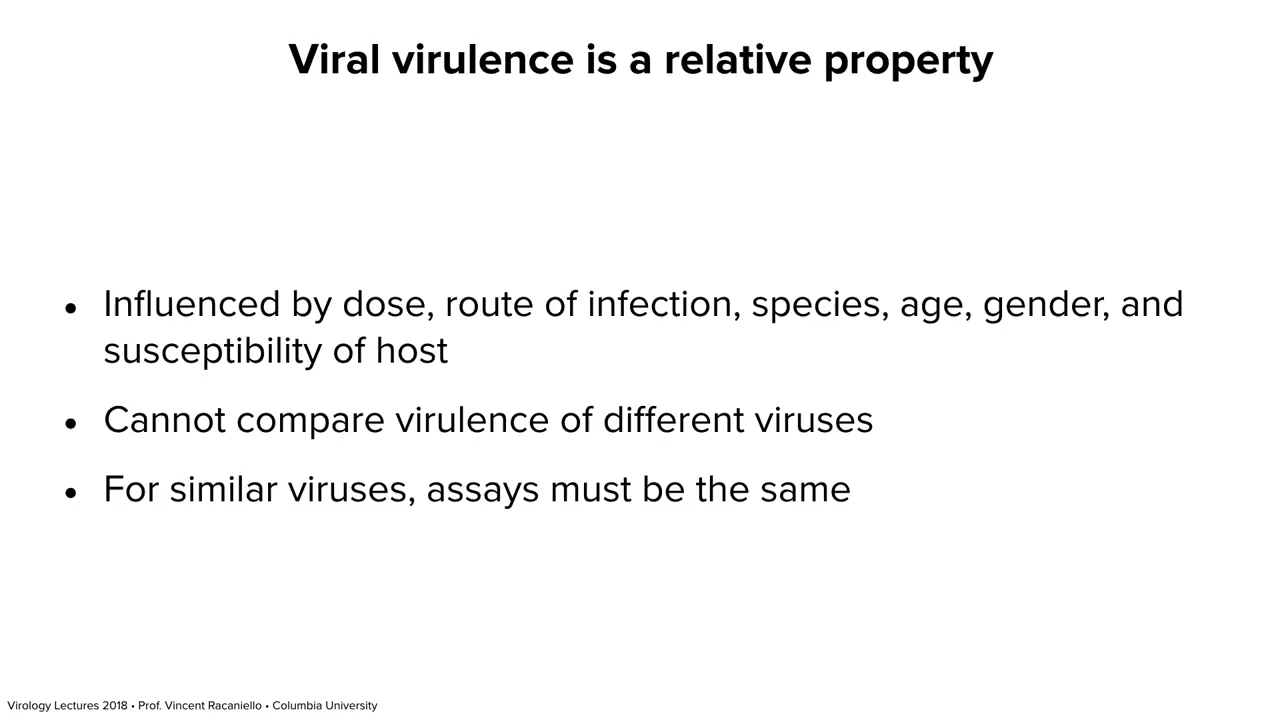 Viral virulence is a relative property
• Influenced by dose, route of infection, species, age, gender, and
susceptibility of host
• Cannot compare virulence of different viruses
• For similar viruses, assays must be the same
Virology Lectures 2018 • Prof. Vincent Racaniello • Columbia University